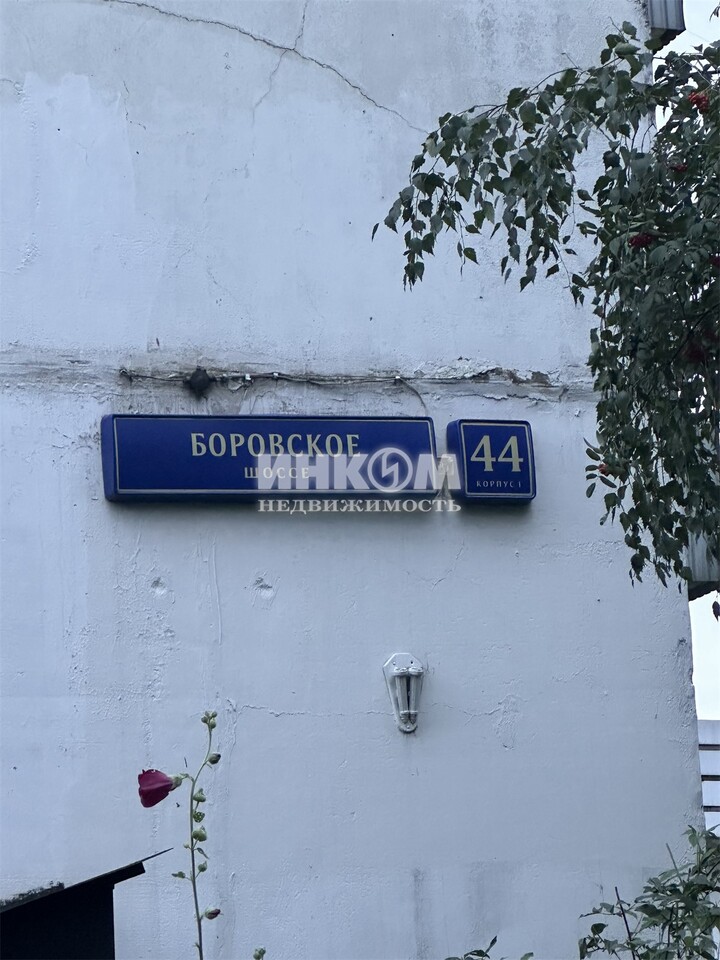 БОРОВСКОЕ
ШОССЕ
44
КОРПУС 1
ИНКОМ
НЕДВИЖИМОСТЬ